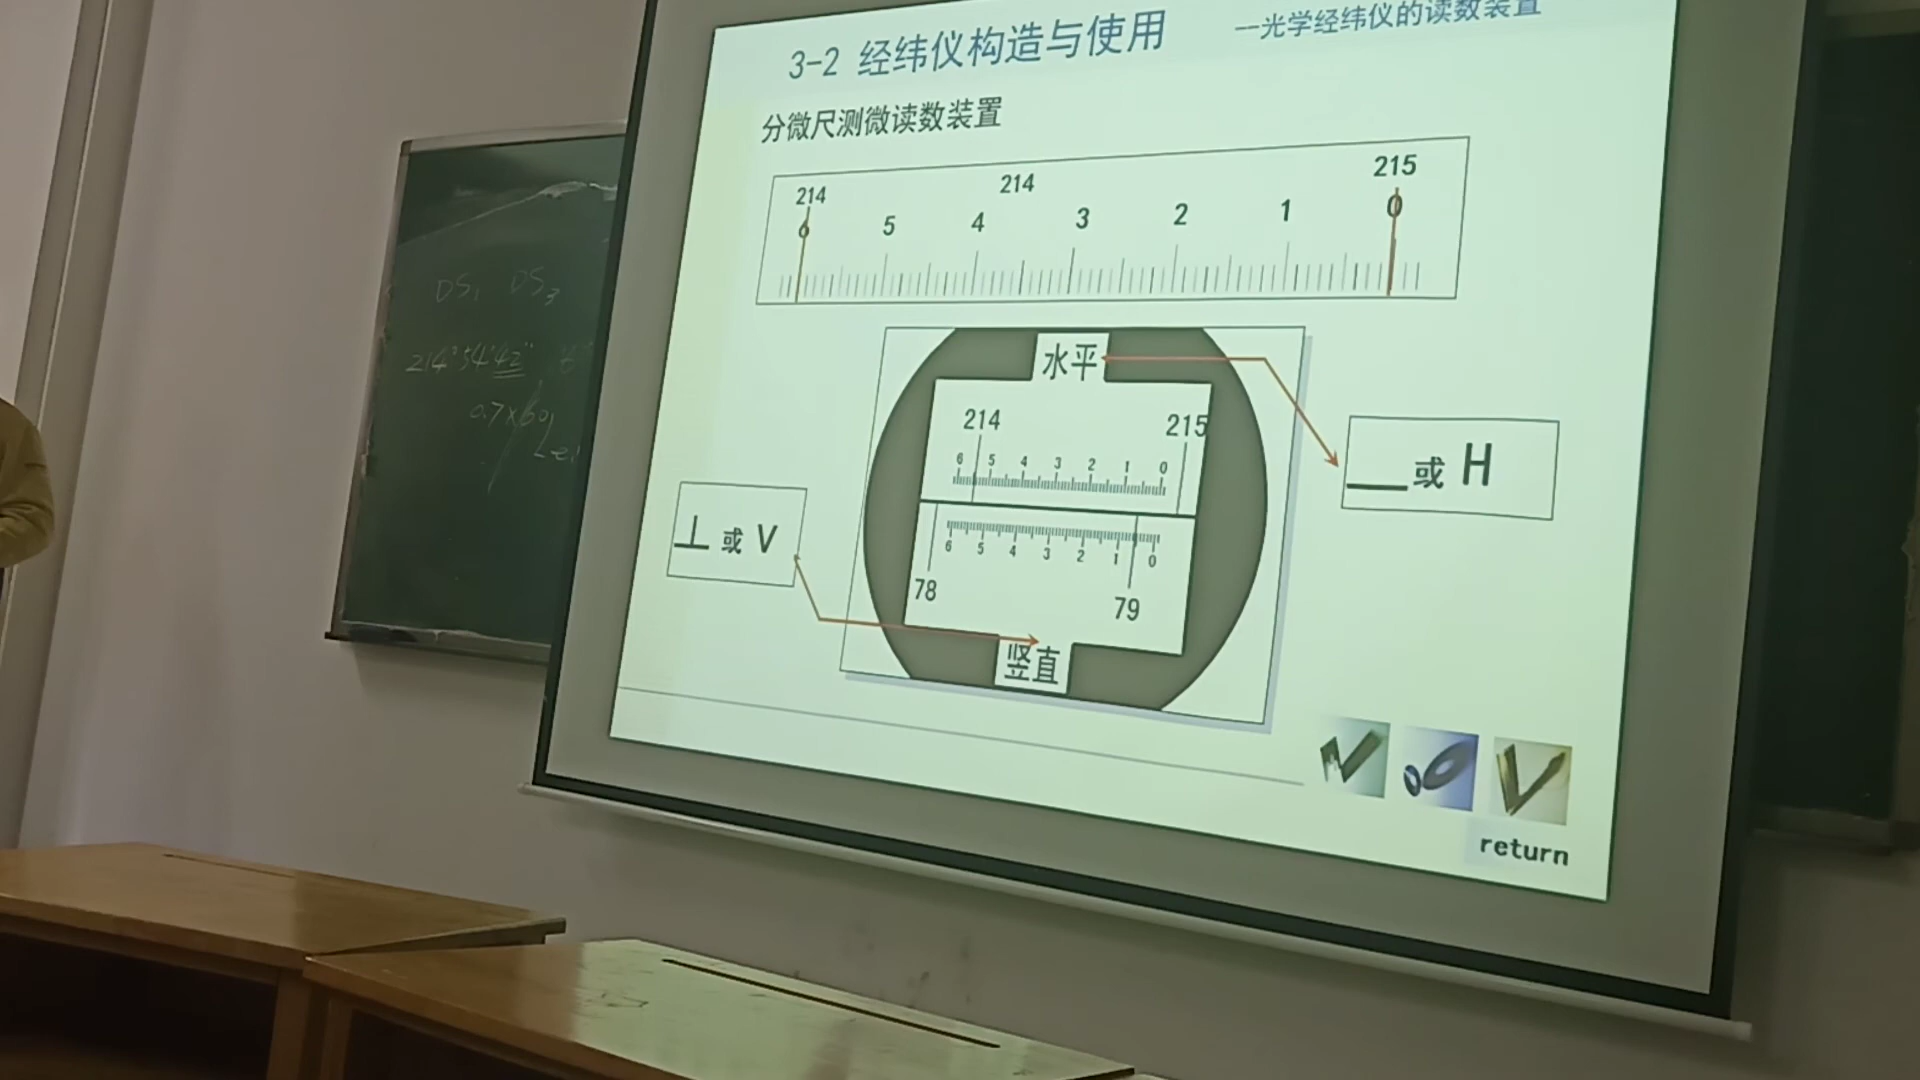 3-2 经纬仪构造与使用
—光学经纬仪的读数装置
分微尺测微读数装置
214 214 215
6 5 4 3 2 1 0
水平
214 215
6 5 4 3 2 1 0
__或 H
⊥ 或 V
6 5 4 3 2 1 0
78 79
竖直
return
DS₁ DS₃
214°54′42″
0.7×60